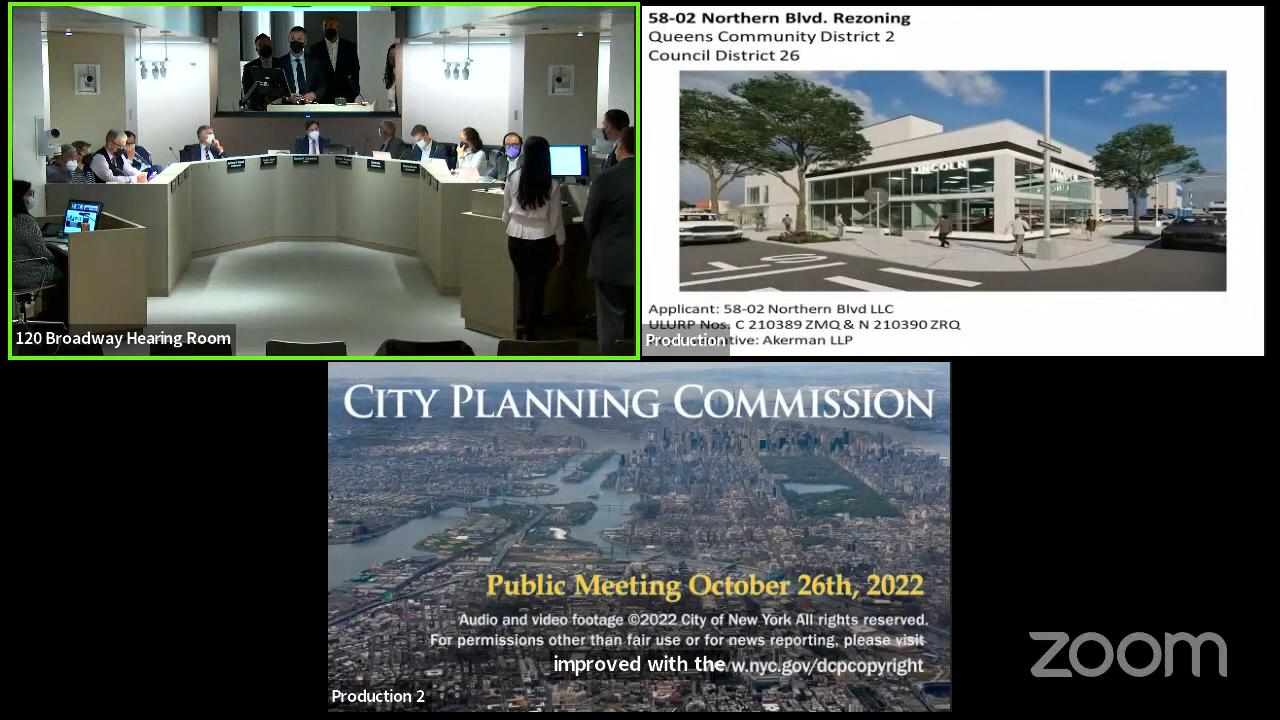 120 Broadway Hearing Room
58-02 Northern Blvd. Rezoning
Queens Community District 2
Council District 26
LINCOLN
Applicant: 58-02 Northern Blvd LLC
ULURP Nos. C 210389 ZMQ & N 210390 ZRQ
tive: Akerman LLP
Production
CITY PLANNING COMMISSION
Public Meeting October 26th, 2022
Audio and video footage ©2022 City of New York All rights reserved.
For permissions other than fair use or for news reporting, please visit
w.nyc.gov/dcpcopyright
improved with the
Production 2
zoom